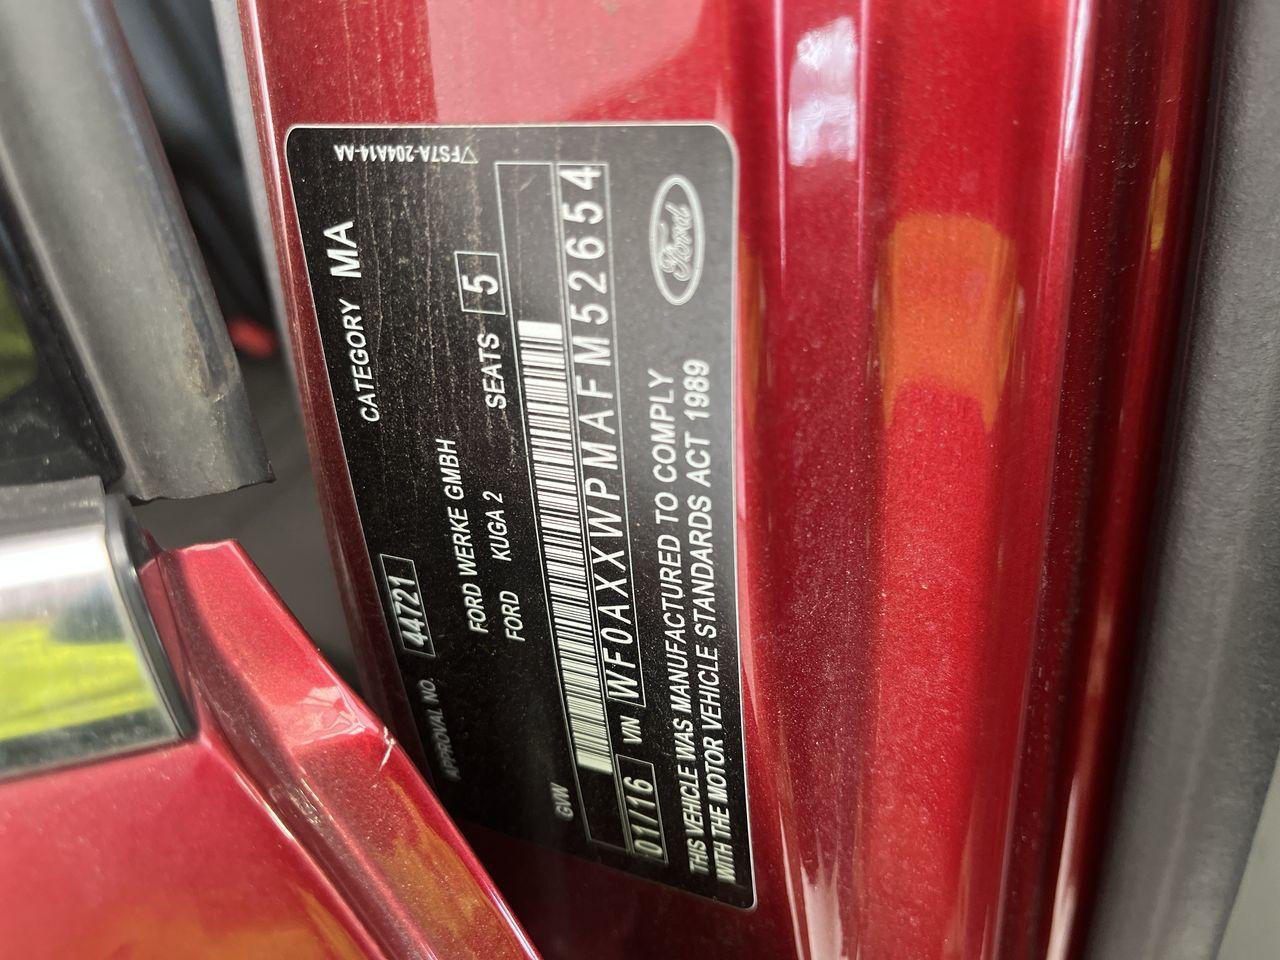 ▽FS7A-204A14-AA
APPROVAL NO. 44721 CATEGORY MA
FORD WERKE GMBH
FORD KUGA 2 SEATS 5
GVW
01/16 VIN WF0AXXWPMAFM52654
THIS VEHICLE WAS MANUFACTURED TO COMPLY
WITH THE MOTOR VEHICLE STANDARDS ACT 1989
Ford